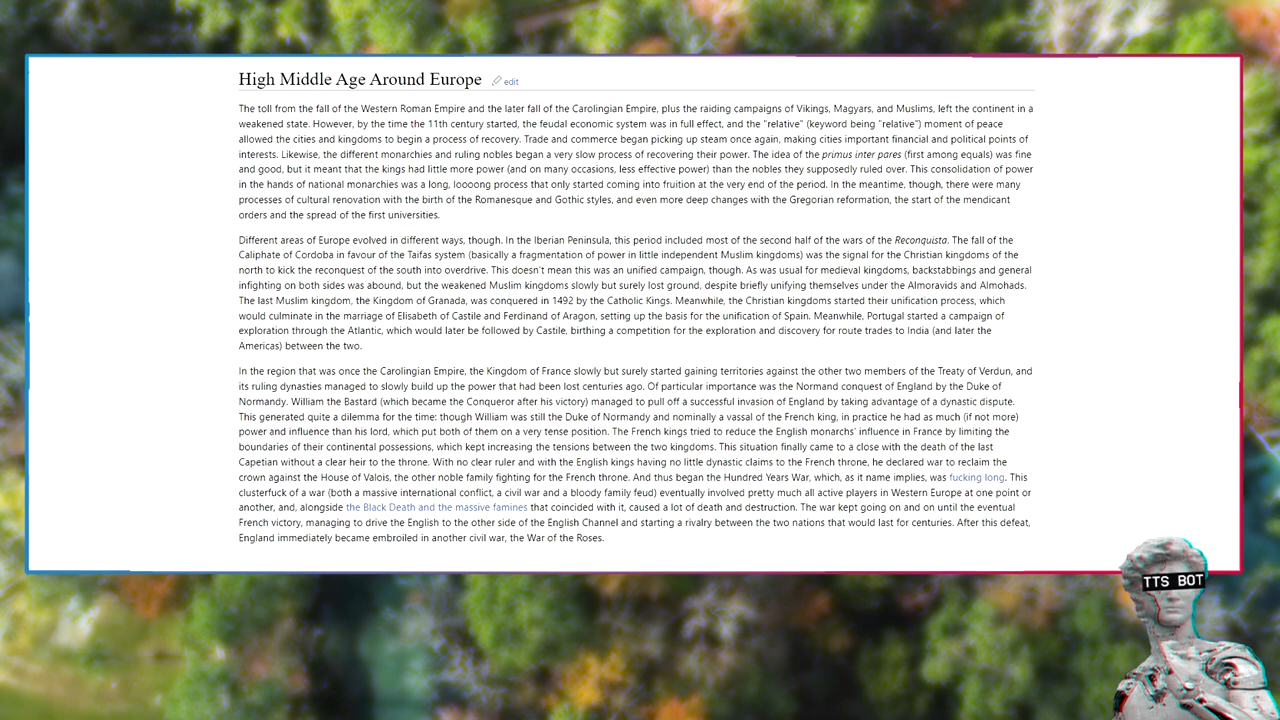 High Middle Age Around Europe edit
The toll from the fall of the Western Roman Empire and the later fall of the Carolingian Empire, plus the raiding campaigns of Vikings, Magyars, and Muslims, left the continent in a
weakened state. However, by the time the 11th century started, the feudal economic system was in full effect, and the "relative" (keyword being "relative") moment of peace
allowed the cities and kingdoms to begin a process of recovery. Trade and commerce began picking up steam once again, making cities important financial and political points of
interests. Likewise, the different monarchies and ruling nobles began a very slow process of recovering their power. The idea of the primus inter pares (first among equals) was fine
and good, but it meant that the kings had little more power (and on many occasions, less effective power) than the nobles they supposedly ruled over. This consolidation of power
in the hands of national monarchies was a long, loooong process that only started coming into fruition at the very end of the period. In the meantime, though, there were many
processes of cultural renovation with the birth of the Romanesque and Gothic styles, and even more deep changes with the Gregorian reformation, the start of the mendicant
orders and the spread of the first universities.
Different areas of Europe evolved in different ways, though. In the Iberian Peninsula, this period included most of the second half of the wars of the Reconquista. The fall of the
Caliphate of Cordoba in favour of the Taifas system (basically a fragmentation of power in little independent Muslim kingdoms) was the signal for the Christian kingdoms of the
north to kick the reconquest of the south into overdrive. This doesn't mean this was an unified campaign, though. As was usual for medieval kingdoms, backstabbings and general
infighting on both sides was abound, but the weakened Muslim kingdoms slowly but surely lost ground, despite briefly unifying themselves under the Almoravids and Almohads.
The last Muslim kingdom, the Kingdom of Granada, was conquered in 1492 by the Catholic Kings. Meanwhile, the Christian kingdoms started their unification process, which
would culminate in the marriage of Elisabeth of Castile and Ferdinand of Aragon, setting up the basis for the unification of Spain. Meanwhile, Portugal started a campaign of
exploration through the Atlantic, which would later be followed by Castile, birthing a competition for the exploration and discovery for route trades to India (and later the
Americas) between the two.
In the region that was once the Carolingian Empire, the Kingdom of France slowly but surely started gaining territories against the other two members of the Treaty of Verdun, and
its ruling dynasties managed to slowly build up the power that had been lost centuries ago. Of particular importance was the Normand conquest of England by the Duke of
Normandy. William the Bastard (which became the Conqueror after his victory) managed to pull off a successful invasion of England by taking advantage of a dynastic dispute.
This generated quite a dilemma for the time: though William was still the Duke of Normandy and nominally a vassal of the French king, in practice he had as much (if not more)
power and influence than his lord, which put both of them on a very tense position. The French kings tried to reduce the English monarchs' influence in France by limiting the
boundaries of their continental possessions, which kept increasing the tensions between the two kingdoms. This situation finally came to a close with the death of the last
Capetian without a clear heir to the throne. With no clear ruler and with the English kings having no little dynastic claims to the French throne, he declared war to reclaim the
crown against the House of Valois, the other noble family fighting for the French throne. And thus began the Hundred Years War, which, as it name implies, was fucking long. This
clusterfuck of a war (both a massive international conflict, a civil war and a bloody family feud) eventually involved pretty much all active players in Western Europe at one point or
another, and, alongside the Black Death and the massive famines that coincided with it, caused a lot of death and destruction. The war kept going on and on until the eventual
French victory, managing to drive the English to the other side of the English Channel and starting a rivalry between the two nations that would last for centuries. After this defeat,
England immediately became embroiled in another civil war, the War of the Roses.
TTS BOT